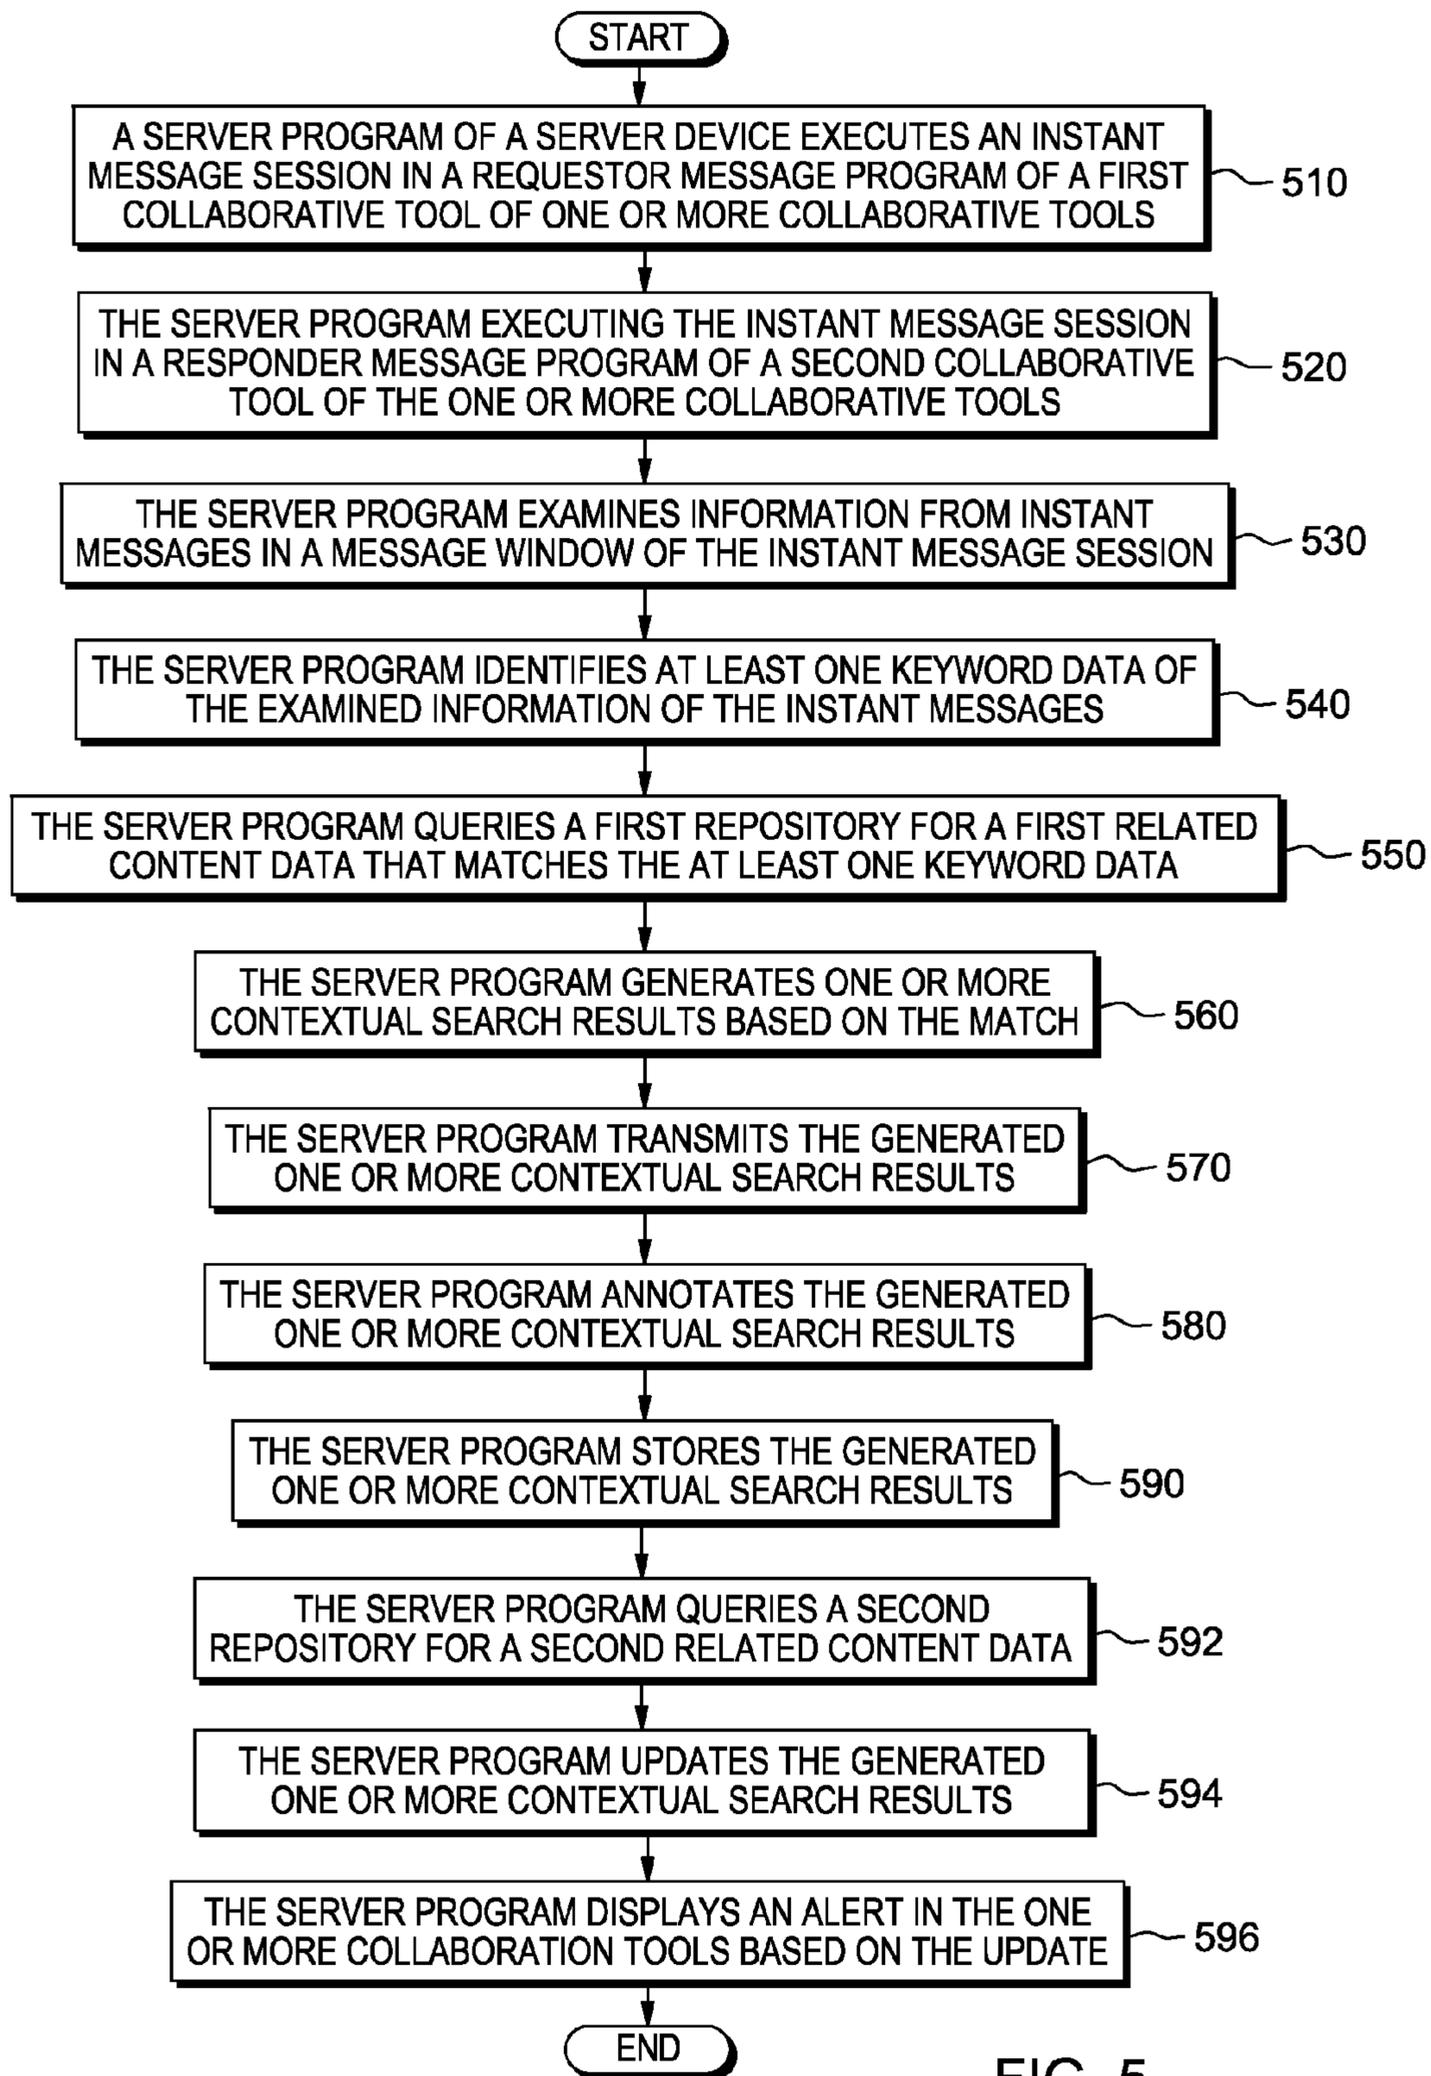 START
A SERVER PROGRAM OF A SERVER DEVICE EXECUTES AN INSTANT
MESSAGE SESSION IN A REQUESTOR MESSAGE PROGRAM OF A FIRST
COLLABORATIVE TOOL OF ONE OR MORE COLLABORATIVE TOOLS
510
THE SERVER PROGRAM EXECUTING THE INSTANT MESSAGE SESSION
IN A RESPONDER MESSAGE PROGRAM OF A SECOND COLLABORATIVE
TOOL OF THE ONE OR MORE COLLABORATIVE TOOLS
520
THE SERVER PROGRAM EXAMINES INFORMATION FROM INSTANT
MESSAGES IN A MESSAGE WINDOW OF THE INSTANT MESSAGE SESSION
530
THE SERVER PROGRAM IDENTIFIES AT LEAST ONE KEYWORD DATA OF
THE EXAMINED INFORMATION OF THE INSTANT MESSAGES
540
THE SERVER PROGRAM QUERIES A FIRST REPOSITORY FOR A FIRST RELATED
CONTENT DATA THAT MATCHES THE AT LEAST ONE KEYWORD DATA
550
THE SERVER PROGRAM GENERATES ONE OR MORE
CONTEXTUAL SEARCH RESULTS BASED ON THE MATCH
560
THE SERVER PROGRAM TRANSMITS THE GENERATED
ONE OR MORE CONTEXTUAL SEARCH RESULTS
570
THE SERVER PROGRAM ANNOTATES THE GENERATED
ONE OR MORE CONTEXTUAL SEARCH RESULTS
580
THE SERVER PROGRAM STORES THE GENERATED
ONE OR MORE CONTEXTUAL SEARCH RESULTS
590
THE SERVER PROGRAM QUERIES A SECOND
REPOSITORY FOR A SECOND RELATED CONTENT DATA
592
THE SERVER PROGRAM UPDATES THE GENERATED
ONE OR MORE CONTEXTUAL SEARCH RESULTS
594
THE SERVER PROGRAM DISPLAYS AN ALERT IN THE ONE
OR MORE COLLABORATION TOOLS BASED ON THE UPDATE
596
END
FIG. 5